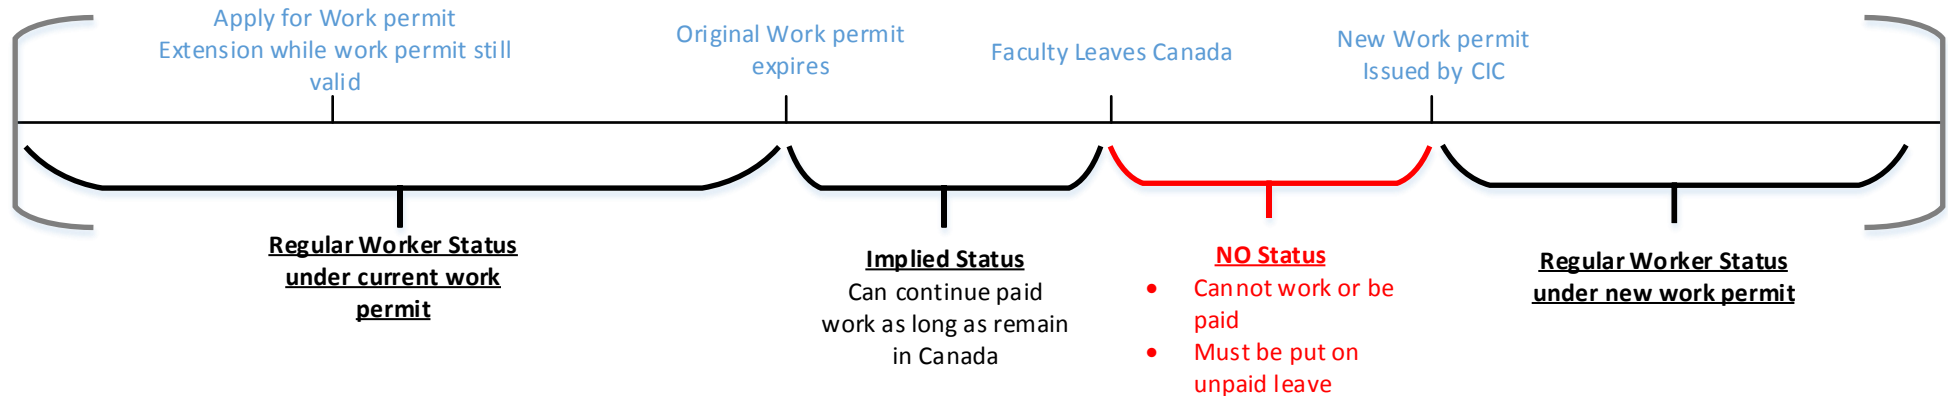 Apply for Work permit
Extension while work permit still
valid
Original Work permit
expires
Faculty Leaves Canada
New Work permit
Issued by CIC
Regular Worker Status
under current work
permit
Implied Status
Can continue paid
work as long as remain
in Canada
NO Status
• Cannot work or be
paid
• Must be put on
unpaid leave
Regular Worker Status
under new work permit